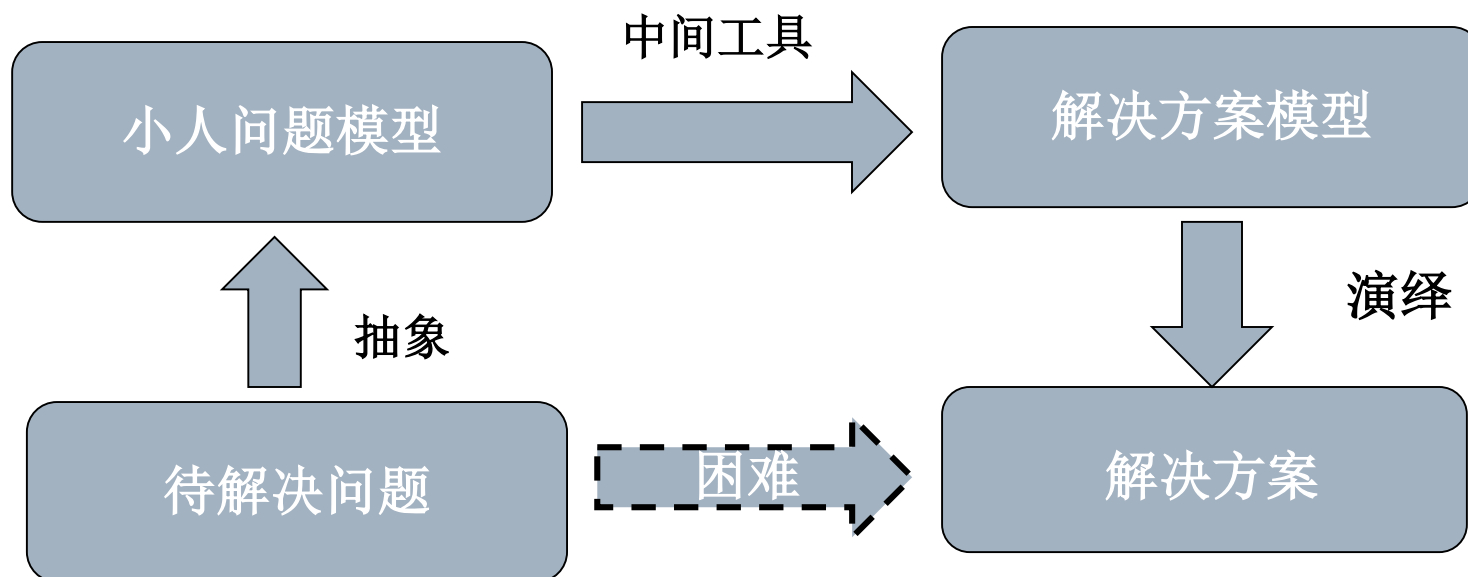 中间工具
小人问题模型
解决方案模型
抽象
演绎
待解决问题
困难
解决方案